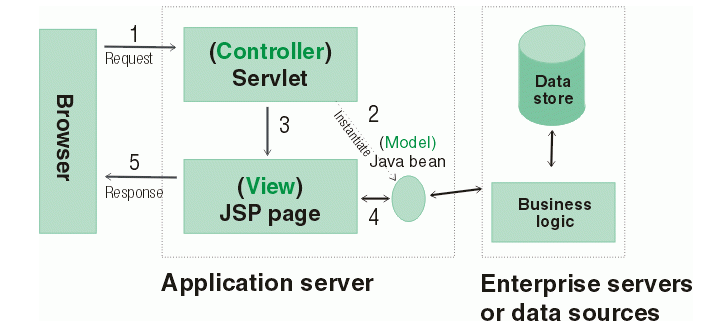 1
Request
(Controller)
Servlet
2
Instantiate
3
(Model)
Java bean
Browser
5
Response
(View)
JSP page
4
Data
store
Business
logic
Application server
Enterprise servers
or data sources